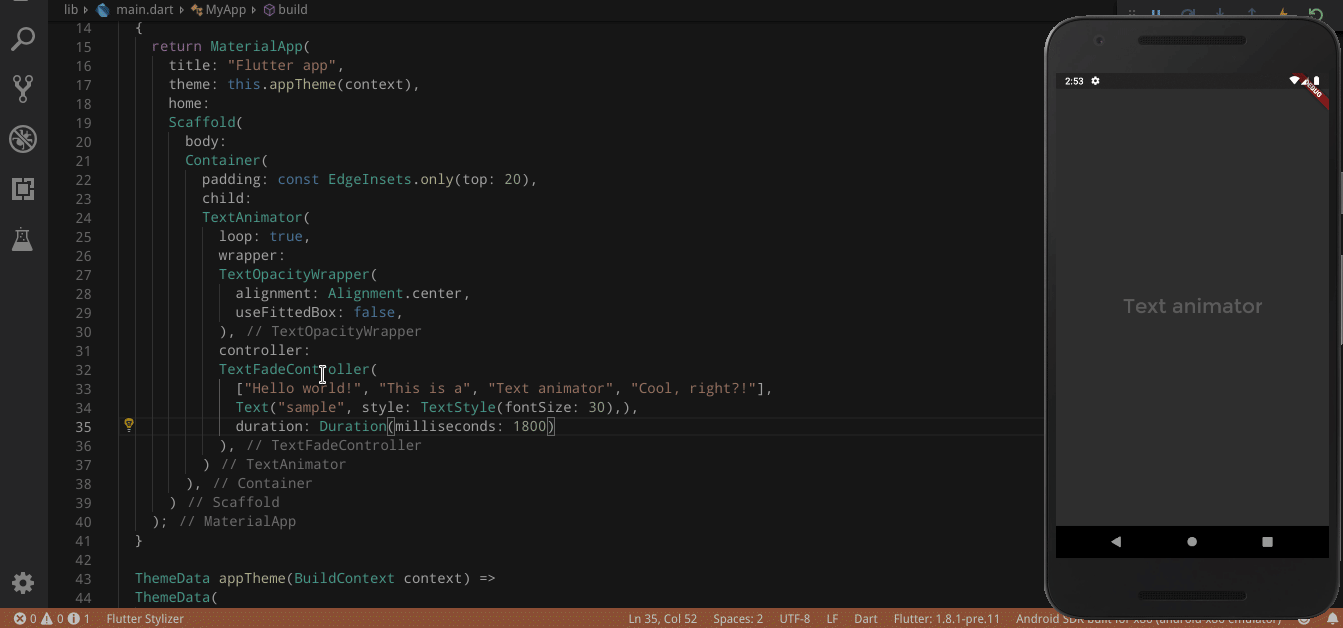 lib main.dart MyApp build
14 {
15 return MaterialApp(
16 title: "Flutter app",
17 theme: this.appTheme(context),
18 home:
19 Scaffold(
20 body:
21 Container(
22 padding: const EdgeInsets.only(top: 20),
23 child:
24 TextAnimator(
25 loop: true,
26 wrapper:
27 TextOpacityWrapper(
28 alignment: Alignment.center,
29 useFittedBox: false,
30 ), // TextOpacityWrapper
31 controller:
32 TextFadeController(
33 ["Hello world!", "This is a", "Text animator", "Cool, right?!"],
34 Text("sample", style: TextStyle(fontSize: 30),),
35 duration: Duration(milliseconds: 1800)
36 ), // TextFadeController
37 ) // TextAnimator
38 ), // Container
39 ) // Scaffold
40 ); // MaterialApp
41 }
42
43 ThemeData appTheme(BuildContext context) =>
44 ThemeData(
0 0 1 Flutter Stylizer Ln 35, Col 52 Spaces: 2 UTF-8 LF Dart Flutter: 1.8.1-pre.11 Android SDK built for x86 (android-x86 emulator)
2:53
DEBUG
Text animator